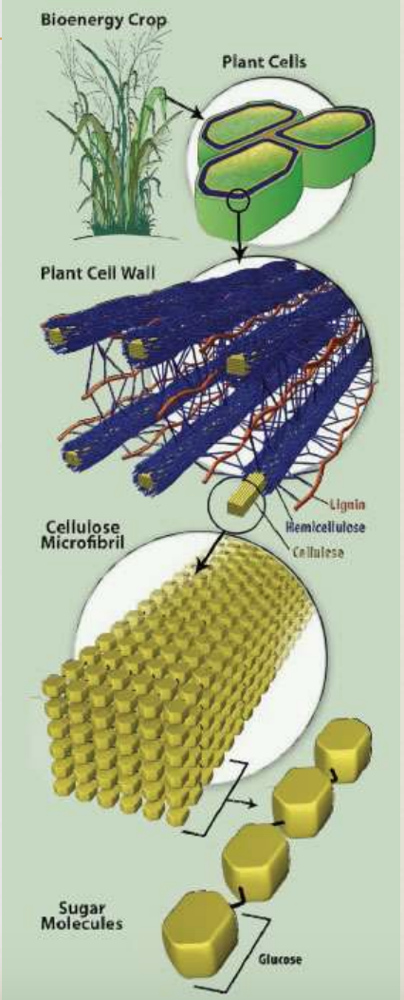 Bioenergy Crop
Plant Cells
Plant Cell Wall
Lignin
Hemicellulose
Cellulose
Cellulose
Microfibril
Sugar
Molecules
Glucose